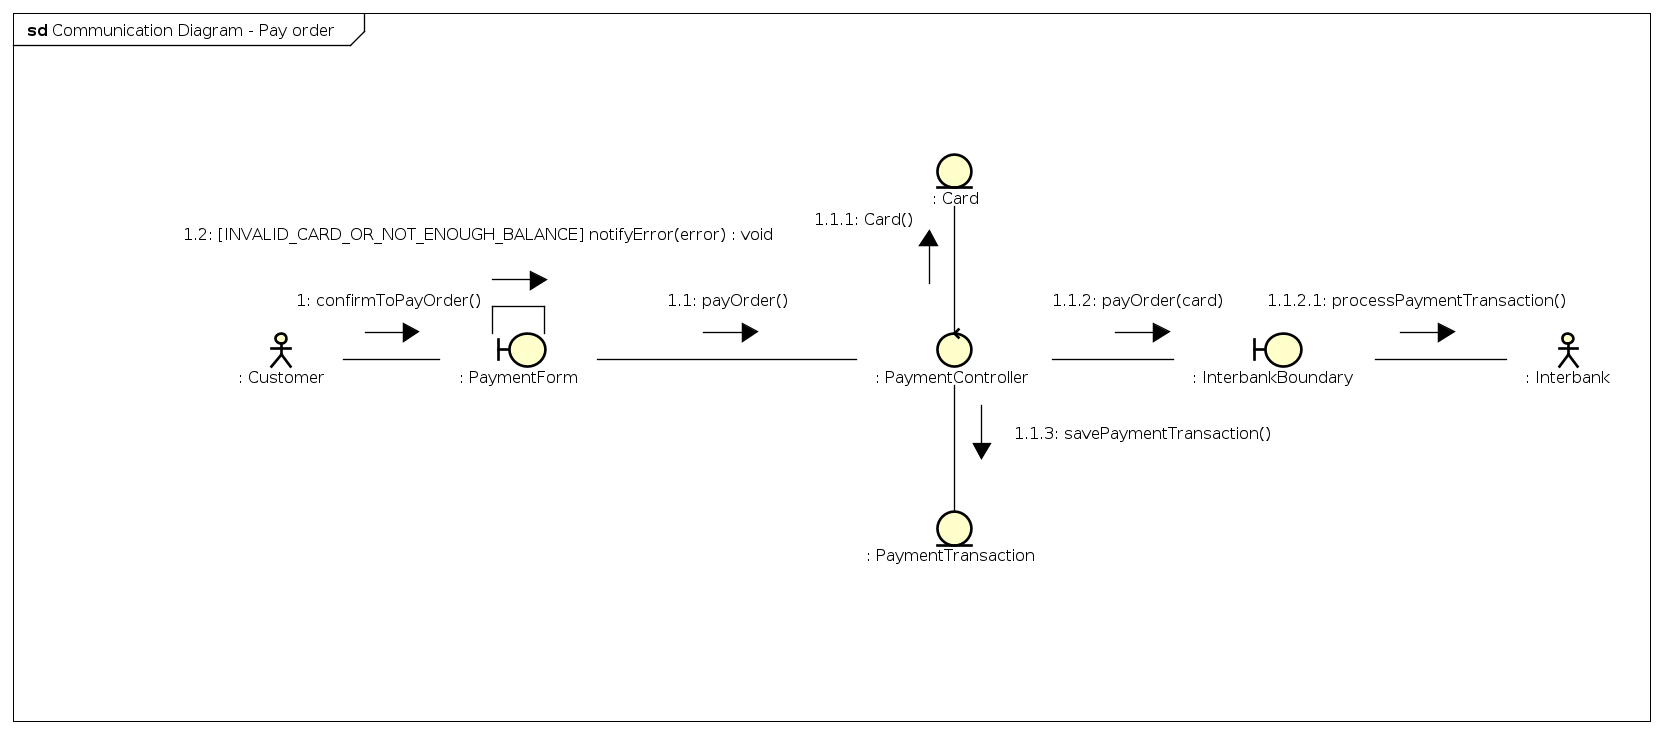 sd Communication Diagram - Pay order
: Card
1.1.1: Card()
1.2: [INVALID_CARD_OR_NOT_ENOUGH_BALANCE] notifyError(error) : void
1: confirmToPayOrder()
1.1: payOrder()
1.1.2: payOrder(card)
1.1.2.1: processPaymentTransaction()
: Customer
: PaymentForm
: PaymentController
: InterbankBoundary
: Interbank
1.1.3: savePaymentTransaction()
: PaymentTransaction